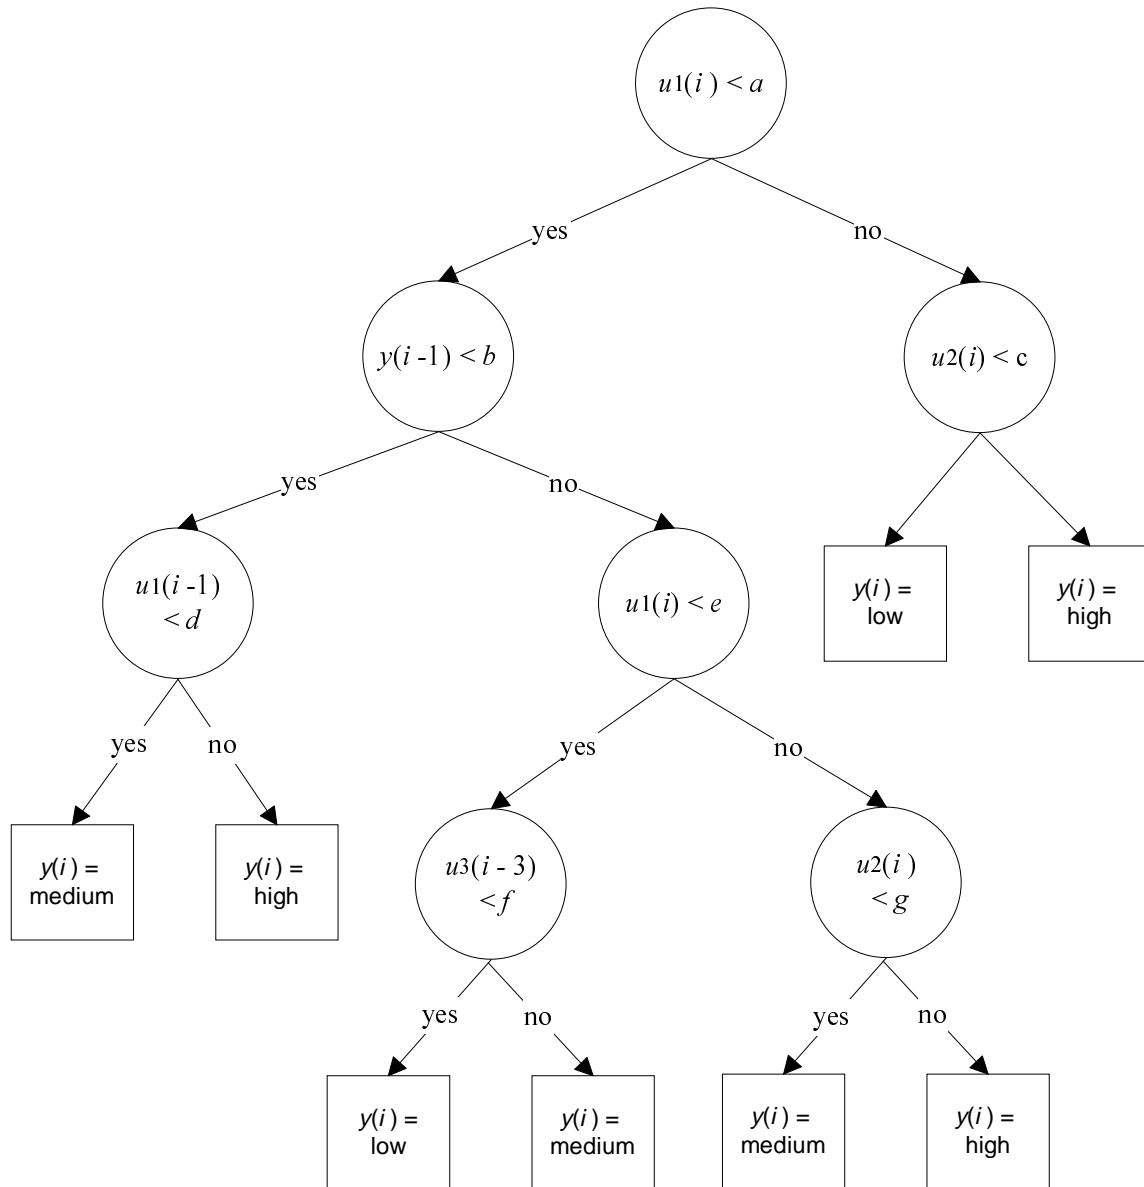 u1(i) < a
yes
no
y(i -1) < b
u2(i) < c
yes
no
u1(i -1)
< d
u1(i) < e
y(i) =
low
y(i) =
high
yes
no
yes
no
y(i) =
medium
y(i) =
high
u3(i - 3)
< f
u2(i)
< g
yes
no
yes
no
y(i) =
low
y(i) =
medium
y(i) =
medium
y(i) =
high